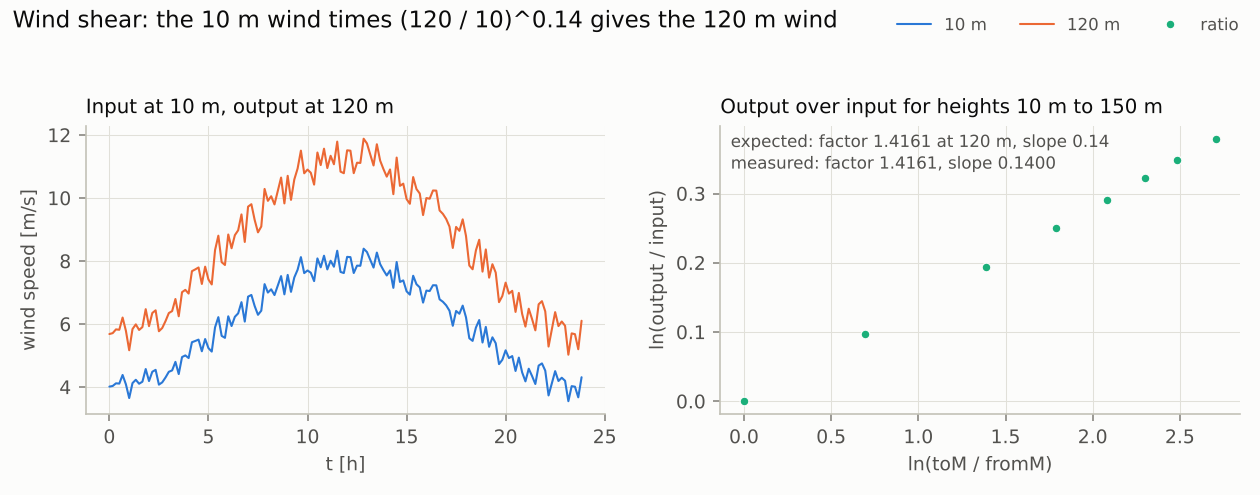 Wind shear: the 10 m wind times (120 / 10)^0.14 gives the 120 m wind
10 m
120 m
ratio
Input at 10 m, output at 120 m
12
10
8
6
4
wind speed [m/s]
0
5
10
15
20
25
t [h]
Output over input for heights 10 m to 150 m
expected: factor 1.4161 at 120 m, slope 0.14
measured: factor 1.4161, slope 0.1400
0.3
0.2
0.1
0.0
ln(output / input)
0.0
0.5
1.0
1.5
2.0
2.5
ln(toM / fromM)